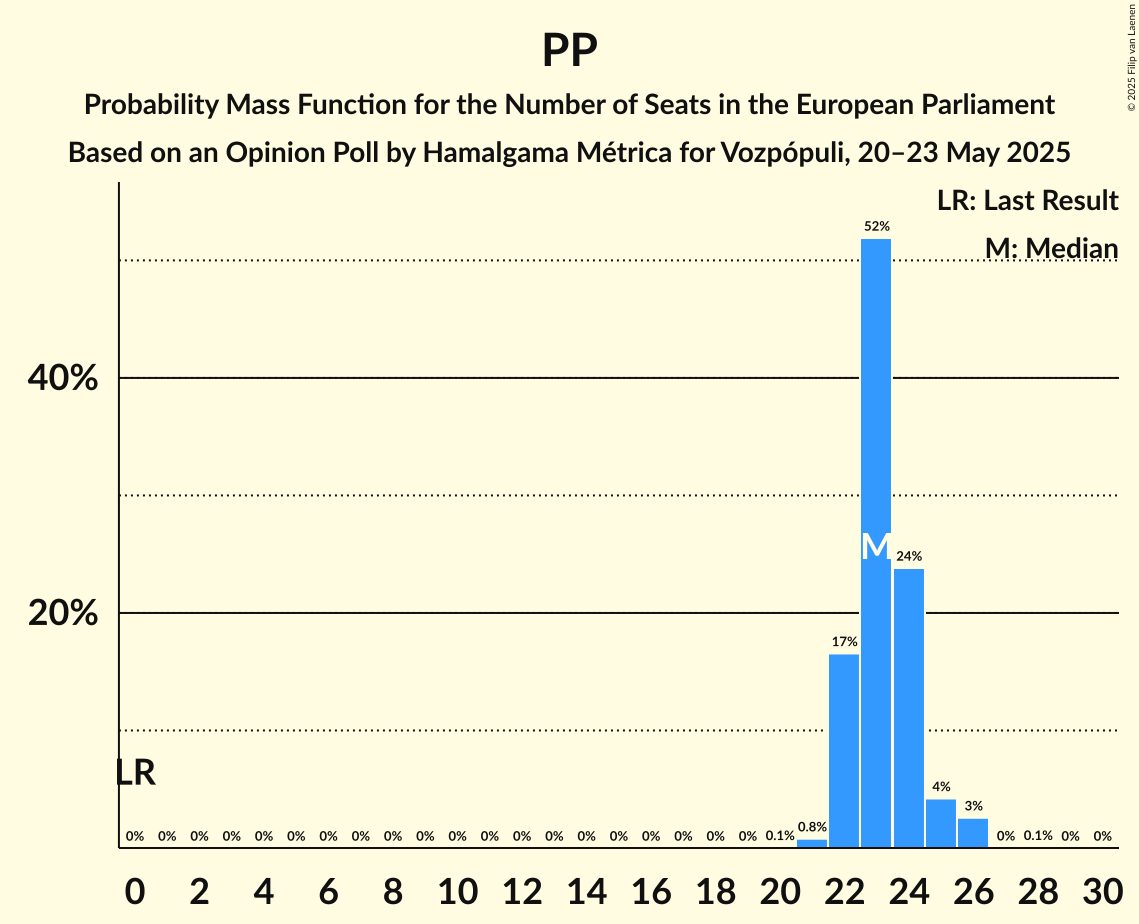 PP
Probability Mass Function for the Number of Seats in the European Parliament
Based on an Opinion Poll by Hamalgama Métrica for Vozpópuli, 20–23 May 2025
© 2025 Filip van Laenen
LR: Last Result
M: Median
52%
40%
M
24%
20%
17%
LR
4%
3%
0% 0% 0% 0% 0% 0% 0% 0% 0% 0% 0% 0% 0% 0% 0% 0% 0% 0% 0% 0% 0.1% 0.8% 0% 0.1% 0% 0%
0 2 4 6 8 10 12 14 16 18 20 22 24 26 28 30